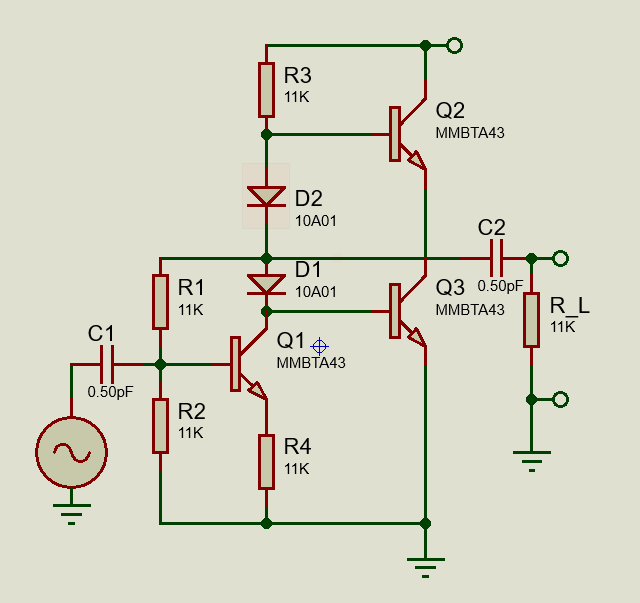 R3
11K
Q2
MMBTA43
D2
10A01
C2
0.50pF
D1
10A01
R1
11K
Q3
MMBTA43
R_L
11K
C1
0.50pF
Q1
MMBTA43
R2
11K
R4
11K